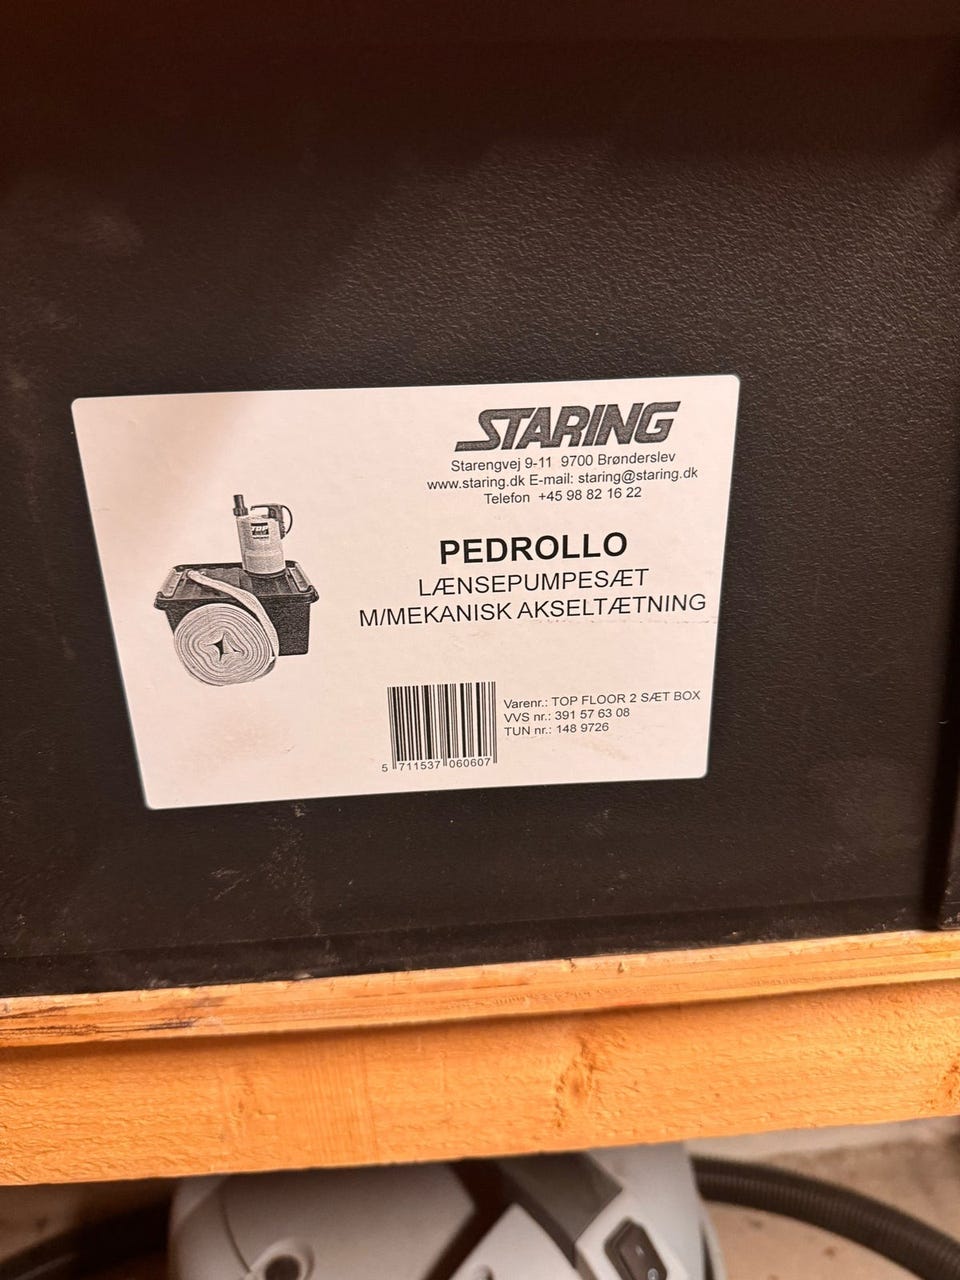 STARING
Starengvej 9-11 9700 Brønderslev
www.staring.dk E-mail: staring@staring.dk
Telefon +45 98 82 16 22
TOP
PEDROLLO
LÆNSEPUMPESÆT
M/MEKANISK AKSELTÆTNING
Varenr.: TOP FLOOR 2 SÆT BOX
VVS nr.: 391 57 63 08
TUN nr.: 148 9726
5 711537 060607